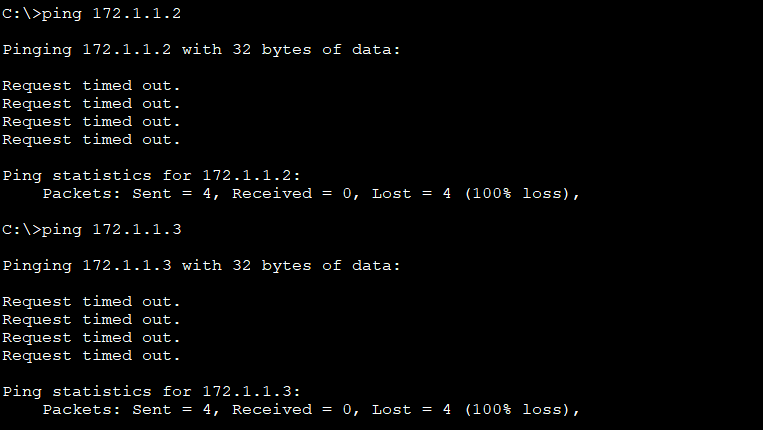 C:\>ping 172.1.1.2
Pinging 172.1.1.2 with 32 bytes of data:
Request timed out.
Request timed out.
Request timed out.
Request timed out.
Ping statistics for 172.1.1.2:
    Packets: Sent = 4, Received = 0, Lost = 4 (100% loss),
C:\>ping 172.1.1.3
Pinging 172.1.1.3 with 32 bytes of data:
Request timed out.
Request timed out.
Request timed out.
Request timed out.
Ping statistics for 172.1.1.3:
    Packets: Sent = 4, Received = 0, Lost = 4 (100% loss),